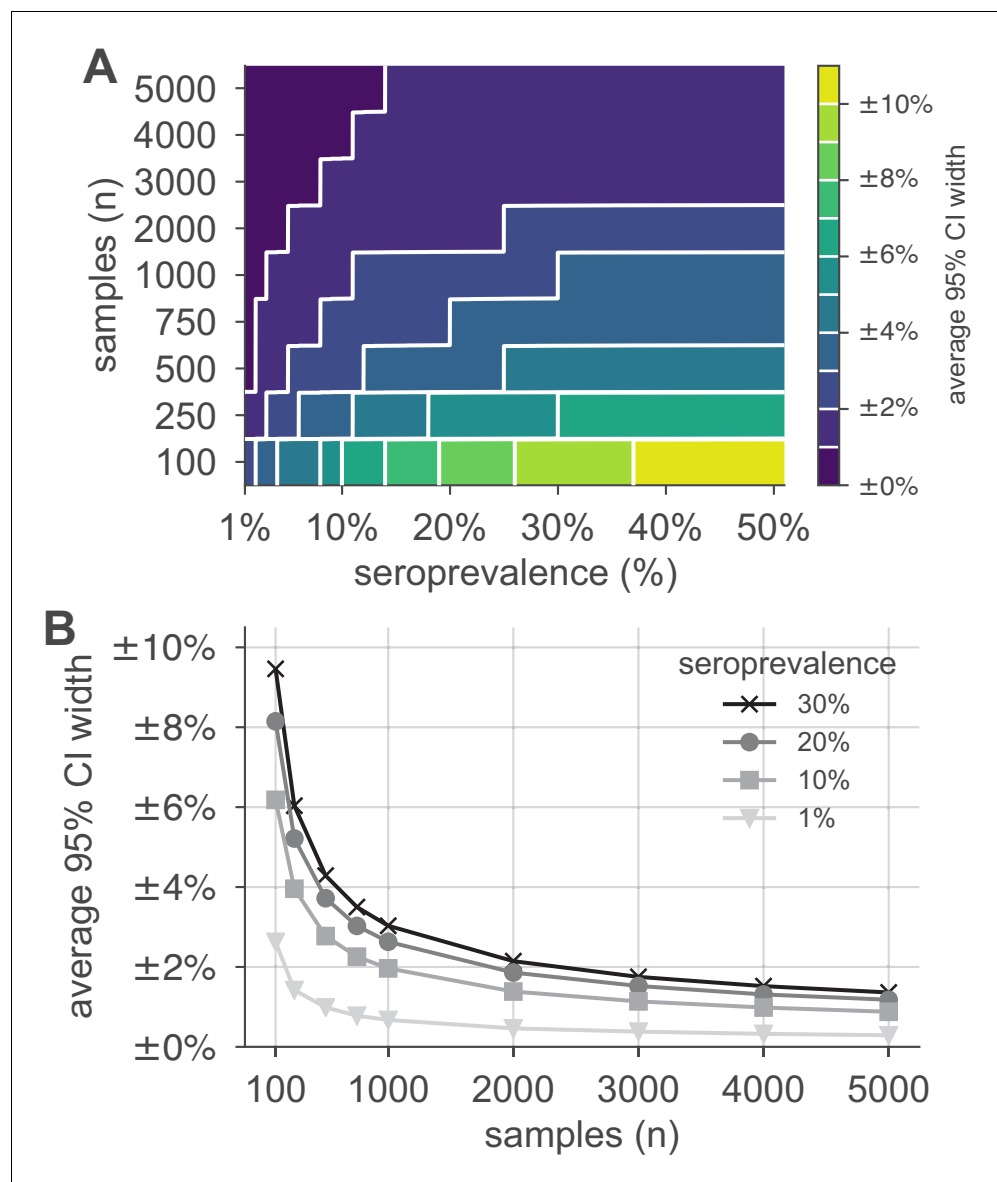 A
5000
4000
3000
2000
1000
750
500
250
100
samples (n)
1% 10% 20% 30% 40% 50%
seroprevalence (%)
±10%
±8%
±6%
±4%
±2%
±0%
average 95% CI width
B
±10%
±8%
±6%
±4%
±2%
±0%
average 95% CI width
seroprevalence
30%
20%
10%
1%
100 1000 2000 3000 4000 5000
samples (n)